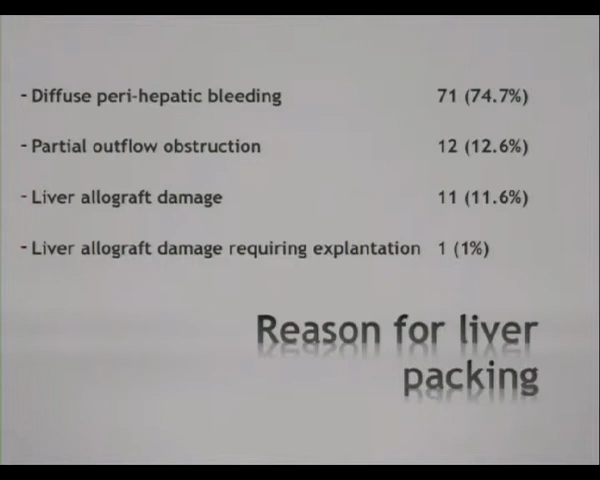 - Diffuse peri-hepatic bleeding 71 (74.7%)
- Partial outflow obstruction 12 (12.6%)
- Liver allograft damage 11 (11.6%)
- Liver allograft damage requiring explantation 1 (1%)
Reason for liver
packing